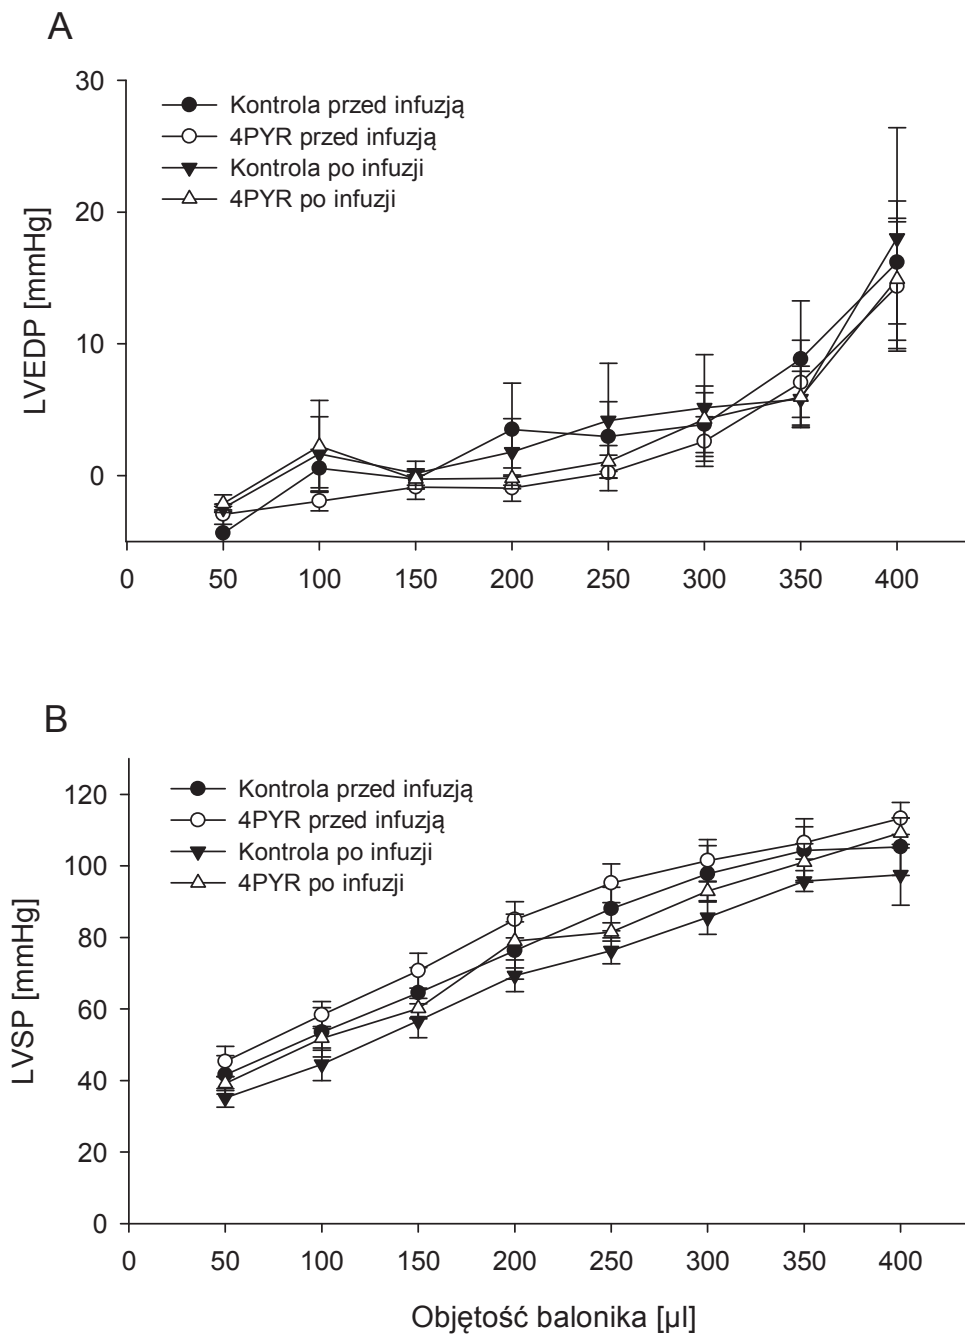 A
30
20
10
0
LVEDP [mmHg]
Kontrola przed infuzją
4PYR przed infuzją
Kontrola po infuzji
4PYR po infuzji
0 50 100 150 200 250 300 350 400
B
120
100
80
60
40
20
0
LVSP [mmHg]
Kontrola przed infuzją
4PYR przed infuzją
Kontrola po infuzji
4PYR po infuzji
0 50 100 150 200 250 300 350 400
Objętość balonika [µl]